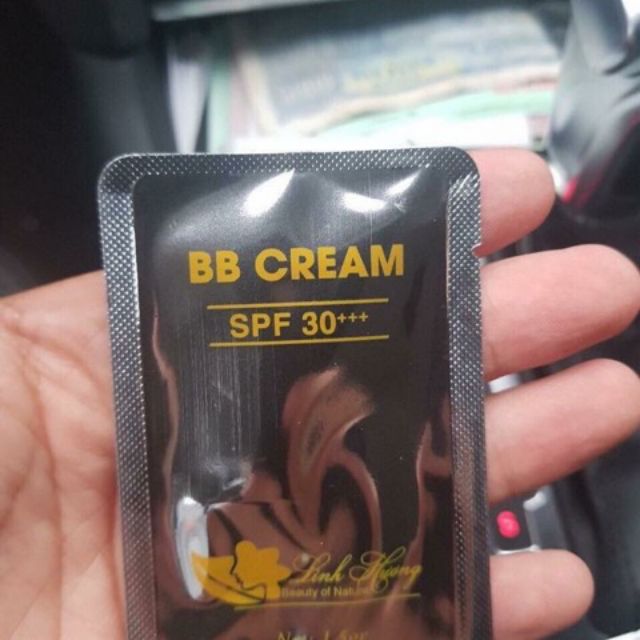 BB CREAM
SPF 30+++
Linh Hương
Beauty of Nature